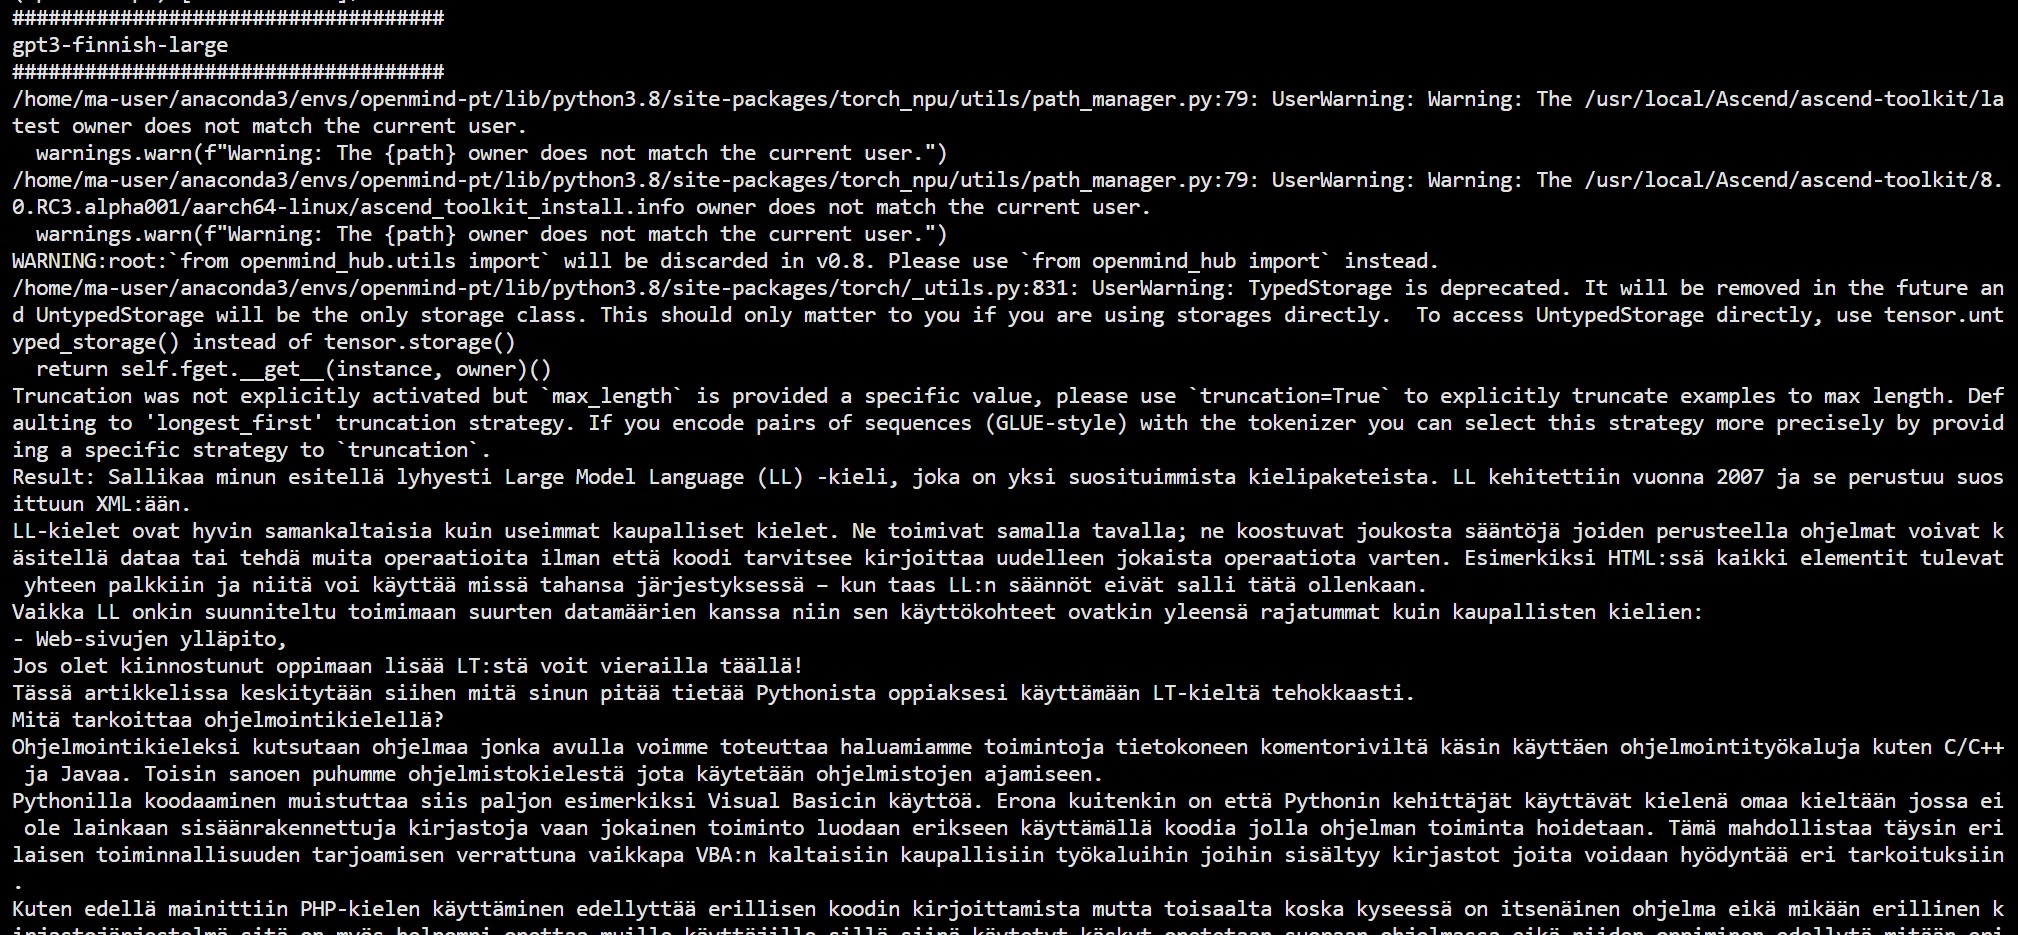 ####################################
gpt3-finnish-large
####################################
/home/ma-user/anaconda3/envs/openmind-pt/lib/python3.8/site-packages/torch_npu/utils/path_manager.py:79: UserWarning: Warning: The /usr/local/Ascend/ascend-toolkit/la
test owner does not match the current user.
  warnings.warn(f"Warning: The {path} owner does not match the current user.")
/home/ma-user/anaconda3/envs/openmind-pt/lib/python3.8/site-packages/torch_npu/utils/path_manager.py:79: UserWarning: Warning: The /usr/local/Ascend/ascend-toolkit/8.
0.RC3.alpha001/aarch64-linux/ascend_toolkit_install.info owner does not match the current user.
  warnings.warn(f"Warning: The {path} owner does not match the current user.")
WARNING:root:`from openmind_hub.utils import` will be discarded in v0.8. Please use `from openmind_hub import` instead.
/home/ma-user/anaconda3/envs/openmind-pt/lib/python3.8/site-packages/torch/_utils.py:831: UserWarning: TypedStorage is deprecated. It will be removed in the future an
d UntypedStorage will be the only storage class. This should only matter to you if you are using storages directly.  To access UntypedStorage directly, use tensor.unt
yped_storage() instead of tensor.storage()
  return self.fget.__get__(instance, owner)()
Truncation was not explicitly activated but `max_length` is provided a specific value, please use `truncation=True` to explicitly truncate examples to max length. Def
aulting to 'longest_first' truncation strategy. If you encode pairs of sequences (GLUE-style) with the tokenizer you can select this strategy more precisely by provid
ing a specific strategy to `truncation`.
Result: Sallikaa minun esitellä lyhyesti Large Model Language (LL) -kieli, joka on yksi suosituimmista kielipaketeista. LL kehitettiin vuonna 2007 ja se perustuu suos
ittuun XML:ään.
LL-kielet ovat hyvin samankaltaisia kuin useimmat kaupalliset kielet. Ne toimivat samalla tavalla; ne koostuvat joukosta sääntöjä joiden perusteella ohjelmat voivat k
äsitellä dataa tai tehdä muita operaatioita ilman että koodi tarvitsee kirjoittaa uudelleen jokaista operaatiota varten. Esimerkiksi HTML:ssä kaikki elementit tulevat
 yhteen palkkiin ja niitä voi käyttää missä tahansa järjestyksessä – kun taas LL:n säännöt eivät salli tätä ollenkaan.
Vaikka LL onkin suunniteltu toimimaan suurten datamäärien kanssa niin sen käyttökohteet ovatkin yleensä rajatummat kuin kaupallisten kielien:
- Web-sivujen ylläpito,
Jos olet kiinnostunut oppimaan lisää LT:stä voit vierailla täällä!
Tässä artikkelissa keskitytään siihen mitä sinun pitää tietää Pythonista oppiaksesi käyttämään LT-kieltä tehokkaasti.
Mitä tarkoittaa ohjelmointikielellä?
Ohjelmointikieleksi kutsutaan ohjelmaa jonka avulla voimme toteuttaa haluamiamme toimintoja tietokoneen komentoriviltä käsin käyttäen ohjelmointityökaluja kuten C/C++
 ja Javaa. Toisin sanoen puhumme ohjelmistokielestä jota käytetään ohjelmistojen ajamiseen.
Pythonilla koodaaminen muistuttaa siis paljon esimerkiksi Visual Basicin käyttöä. Erona kuitenkin on että Pythonin kehittäjät käyttävät kielenä omaa kieltään jossa ei
 ole lainkaan sisäänrakennettuja kirjastoja vaan jokainen toiminto luodaan erikseen käyttämällä koodia jolla ohjelman toiminta hoidetaan. Tämä mahdollistaa täysin eri
laisen toiminnallisuuden tarjoamisen verrattuna vaikkapa VBA:n kaltaisiin kaupallisiin työkaluihin joihin sisältyy kirjastot joita voidaan hyödyntää eri tarkoituksiin
.
Kuten edellä mainittiin PHP-kielen käyttäminen edellyttää erillisen koodin kirjoittamista mutta toisaalta koska kyseessä on itsenäinen ohjelma eikä mikään erillinen k